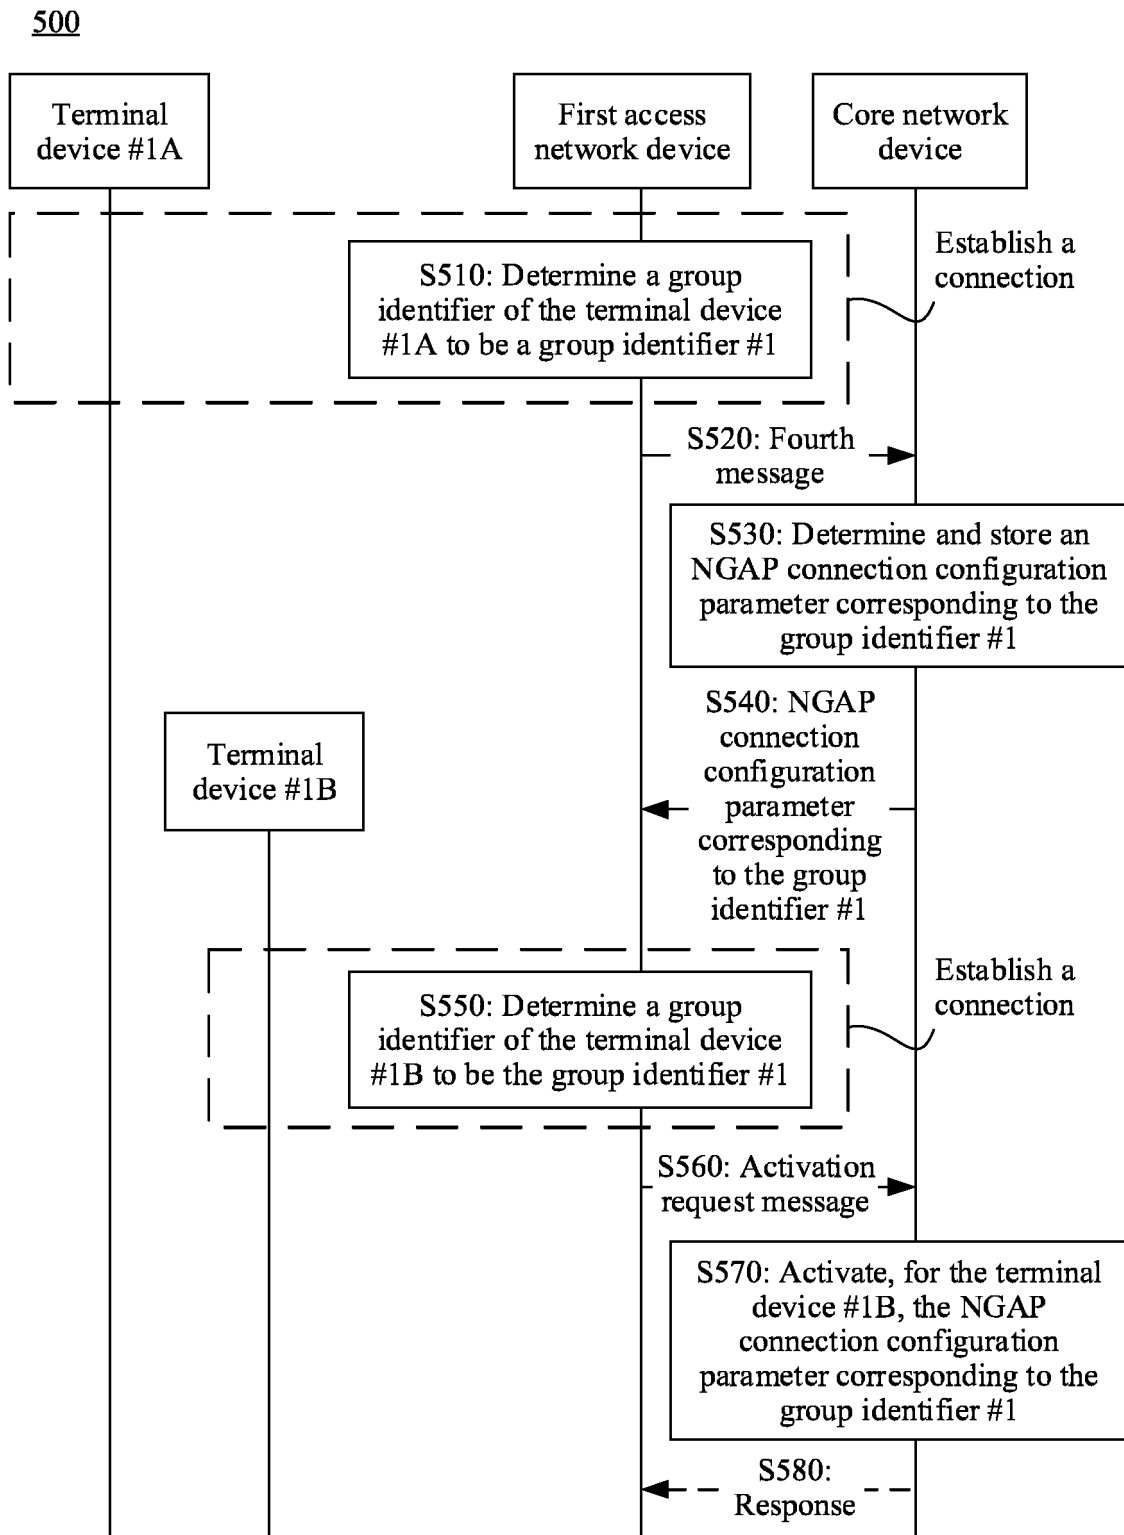 500
Terminal
device #1A
First access
network device
Core network
device
Establish a
connection
S510: Determine a group
identifier of the terminal device
#1A to be a group identifier #1
S520: Fourth
message
S530: Determine and store an
NGAP connection configuration
parameter corresponding to the
group identifier #1
S540: NGAP
connection
configuration
parameter
corresponding
to the group
identifier #1
Terminal
device #1B
Establish a
connection
S550: Determine a group
identifier of the terminal device
#1B to be the group identifier #1
S560: Activation
request message
S570: Activate, for the terminal
device #1B, the NGAP
connection configuration
parameter corresponding to the
group identifier #1
S580:
Response